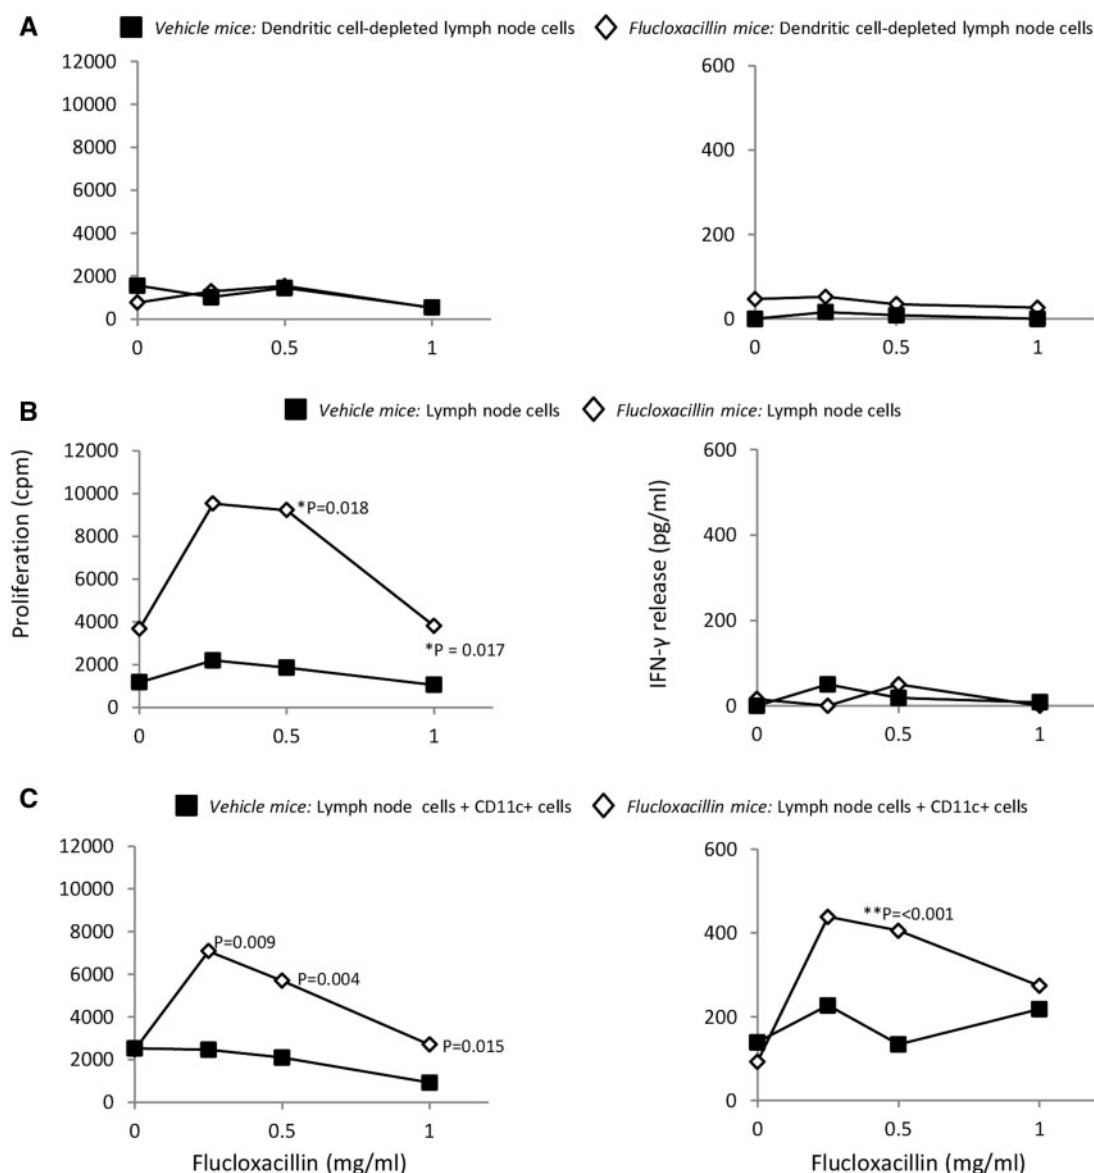 A
Vehicle mice: Dendritic cell-depleted lymph node cells
Flucloxacillin mice: Dendritic cell-depleted lymph node cells
12000
10000
8000
6000
4000
2000
0
0
0.5
1
600
400
200
0
0
0.5
1
B
Vehicle mice: Lymph node cells
Flucloxacillin mice: Lymph node cells
Proliferation (cpm)
12000
10000
8000
6000
4000
2000
0
*P=0.018
*P = 0.017
0
0.5
1
IFN-γ release (pg/ml)
600
400
200
0
0
0.5
1
C
Vehicle mice: Lymph node cells + CD11c+ cells
Flucloxacillin mice: Lymph node cells + CD11c+ cells
12000
10000
8000
6000
4000
2000
0
P=0.009
P=0.004
P=0.015
0
0.5
1
Flucloxacillin (mg/ml)
600
400
200
0
**P=<0.001
0
0.5
1
Flucloxacillin (mg/ml)